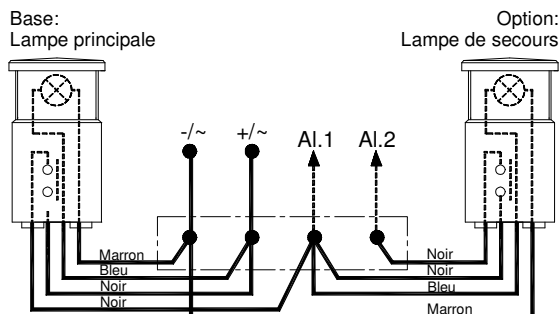 Base:
Lampe principale
Option:
Lampe de secours
-/~
+/~
Al.1
Al.2
Marron
Bleu
Noir
Noir
Noir
Noir
Bleu
Marron